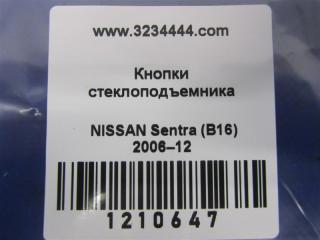 www.3234444.com
Кнопки
стеклоподъемника
NISSAN Sentra (B16)
2006–12
1210647